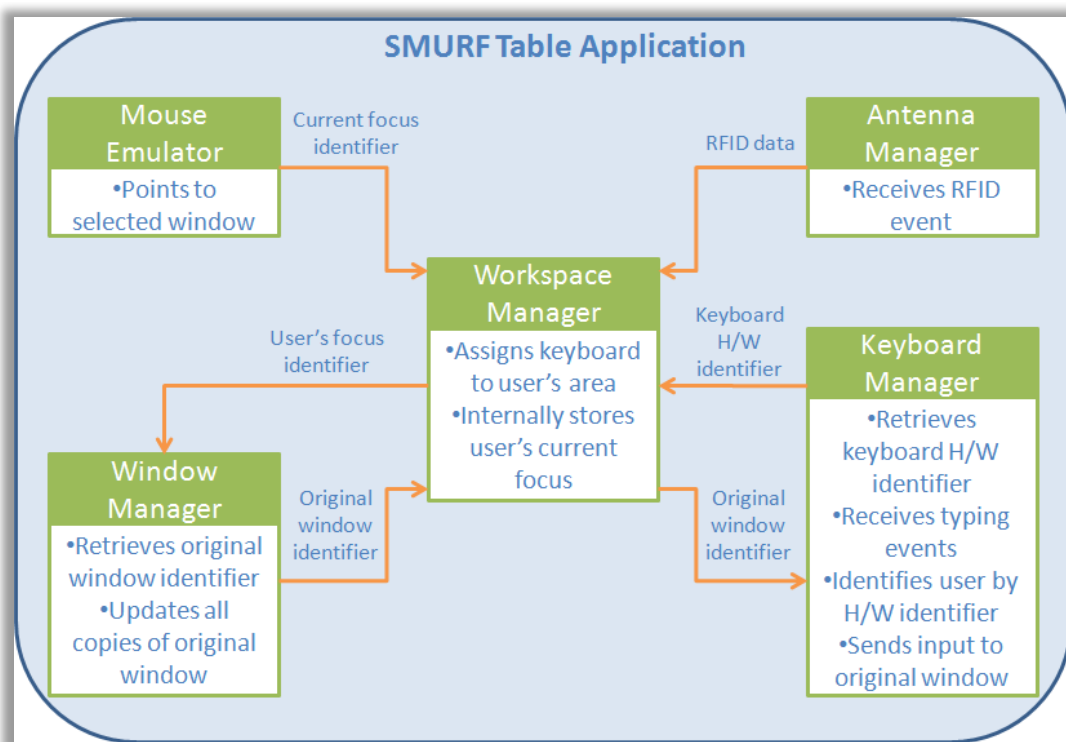 SMURF Table Application
Mouse
Emulator
•Points to
selected window
Current focus
identifier
RFID data
Antenna
Manager
•Receives RFID
event
Workspace
Manager
•Assigns keyboard
to user's area
•Internally stores
user's current
focus
User's focus
identifier
Keyboard
H/W
identifier
Keyboard
Manager
•Retrieves
keyboard H/W
identifier
•Receives typing
events
•Identifies user by
H/W identifier
•Sends input to
original window
Window
Manager
•Retrieves original
window identifier
•Updates all
copies of original
window
Original
window
identifier
Original
window
identifier